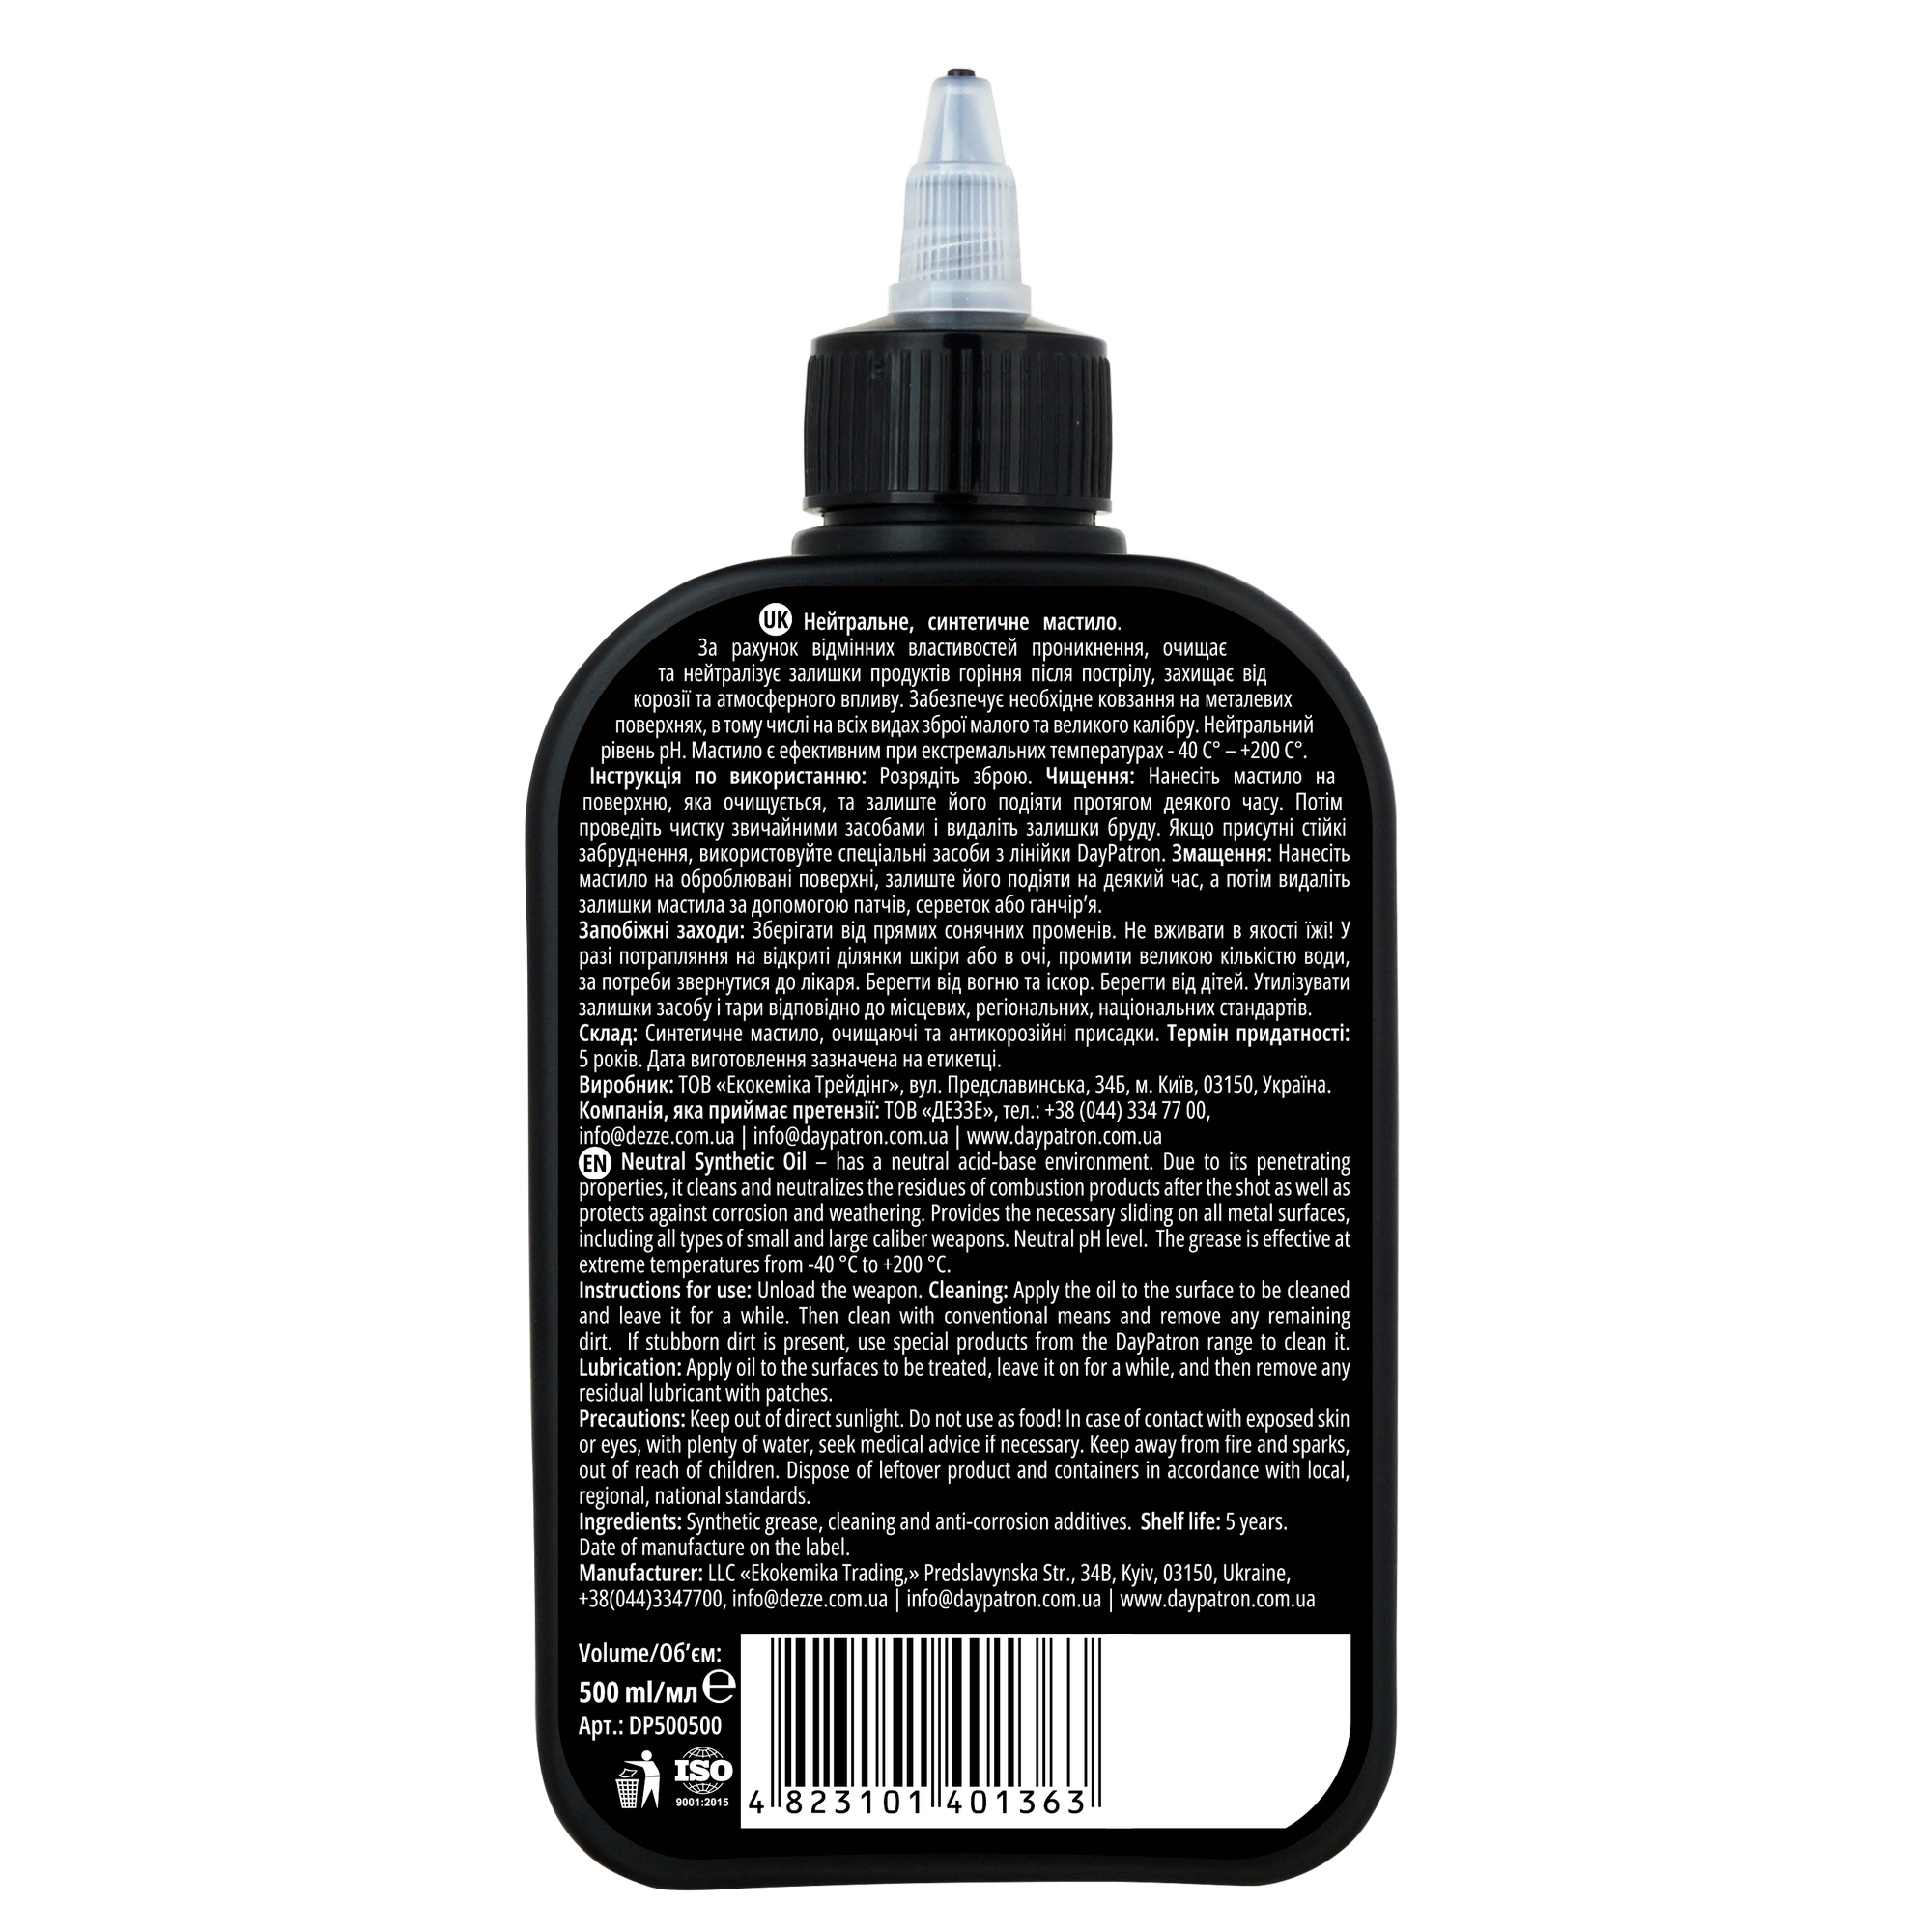 UK Нейтральне, синтетичне мастило.
За рахунок відмінних властивостей проникнення, очищає
та нейтралізує залишки продуктів горіння після пострілу, захищає від
корозії та атмосферного впливу. Забезпечує необхідне ковзання на металевих
поверхнях, в тому числі на всіх видах зброї малого та великого калібру. Нейтральний
рівень pH. Мастило є ефективним при екстремальних температурах - 40 С° – +200 С°.
Інструкція по використанню: Розрядіть зброю. Чищення: Нанесіть мастило на
поверхню, яка очищується, та залиште його подіяти протягом деякого часу. Потім
проведіть чистку звичайними засобами і видаліть залишки бруду. Якщо присутні стійкі
забруднення, використовуйте спеціальні засоби з лінійки DayPatron. Змащення: Нанесіть
мастило на оброблювані поверхні, залиште його подіяти на деякий час, а потім видаліть
залишки мастила за допомогою патчів, серветок або ганчір’я.
Запобіжні заходи: Зберігати від прямих сонячних променів. Не вживати в якості їжі! У
разі потрапляння на відкриті ділянки шкіри або в очі, промити великою кількістю води,
за потреби звернутися до лікаря. Берегти від вогню та іскор. Берегти від дітей. Утилізувати
залишки засобу і тари відповідно до місцевих, регіональних, національних стандартів.
Склад: Синтетичне мастило, очищаючі та антикорозійні присадки. Термін придатності:
5 років. Дата виготовлення зазначена на етикетці.
Виробник: ТОВ «Екокеміка Трейдінг», вул. Предславинська, 34Б, м. Київ, 03150, Україна.
Компанія, яка приймає претензії: ТОВ «ДЕЗЗЕ», тел.: +38 (044) 334 77 00,
info@dezze.com.ua | info@daypatron.com.ua | www.daypatron.com.ua
EN Neutral Synthetic Oil – has a neutral acid-base environment. Due to its penetrating
properties, it cleans and neutralizes the residues of combustion products after the shot as well as
protects against corrosion and weathering. Provides the necessary sliding on all metal surfaces,
including all types of small and large caliber weapons. Neutral pH level. The grease is effective at
extreme temperatures from -40 °C to +200 °C.
Instructions for use: Unload the weapon. Cleaning: Apply the oil to the surface to be cleaned
and leave it for a while. Then clean with conventional means and remove any remaining
dirt. If stubborn dirt is present, use special products from the DayPatron range to clean it.
Lubrication: Apply oil to the surfaces to be treated, leave it on for a while, and then remove any
residual lubricant with patches.
Precautions: Keep out of direct sunlight. Do not use as food! In case of contact with exposed skin
or eyes, with plenty of water, seek medical advice if necessary. Keep away from fire and sparks,
out of reach of children. Dispose of leftover product and containers in accordance with local,
regional, national standards.
Ingredients: Synthetic grease, cleaning and anti-corrosion additives. Shelf life: 5 years.
Date of manufacture on the label.
Manufacturer: LLC «Ekokemika Trading,» Predslavynska Str., 34B, Kyiv, 03150, Ukraine,
+38(044)3347700, info@dezze.com.ua | info@daypatron.com.ua | www.daypatron.com.ua
Volume/Об’єм:
500 ml/мл ℮
Арт.: DP500500
ISO
9001:2015
4 823101 401363